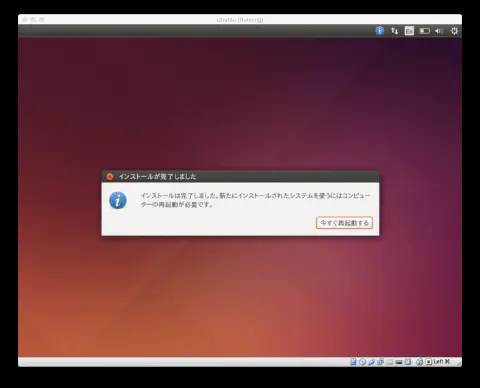 ubuntu [Running]
En
インストールが完了しました
インストールは完了しました。新たにインストールされたシステムを使うにはコンピュー
ターの再起動が必要です。
今すぐ再起動する
Left ⌘